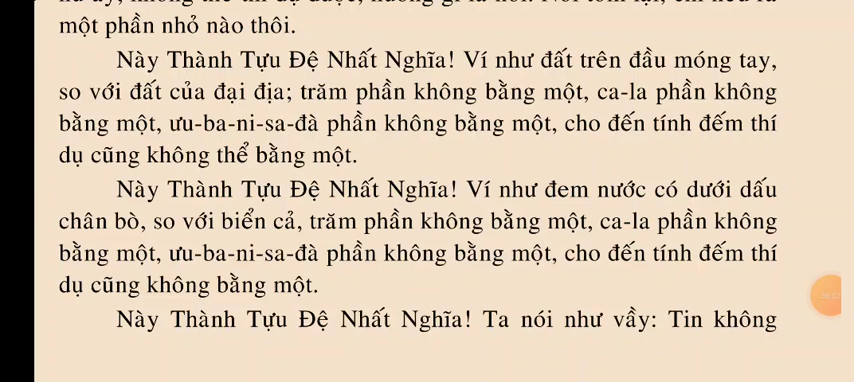 một phần nhỏ nào thôi.
Này Thành Tựu Đệ Nhất Nghĩa! Ví như đất trên đầu móng tay,
so với đất của đại địa; trăm phần không bằng một, ca-la phần không
bằng một, ưu-ba-ni-sa-đà phần không bằng một, cho đến tính đếm thí
dụ cũng không thể bằng một.
Này Thành Tựu Đệ Nhất Nghĩa! Ví như đem nước có dưới dấu
chân bò, so với biển cả, trăm phần không bằng một, ca-la phần không
bằng một, ưu-ba-ni-sa-đà phần không bằng một, cho đến tính đếm thí
dụ cũng không bằng một.
Này Thành Tựu Đệ Nhất Nghĩa! Ta nói như vầy: Tin không